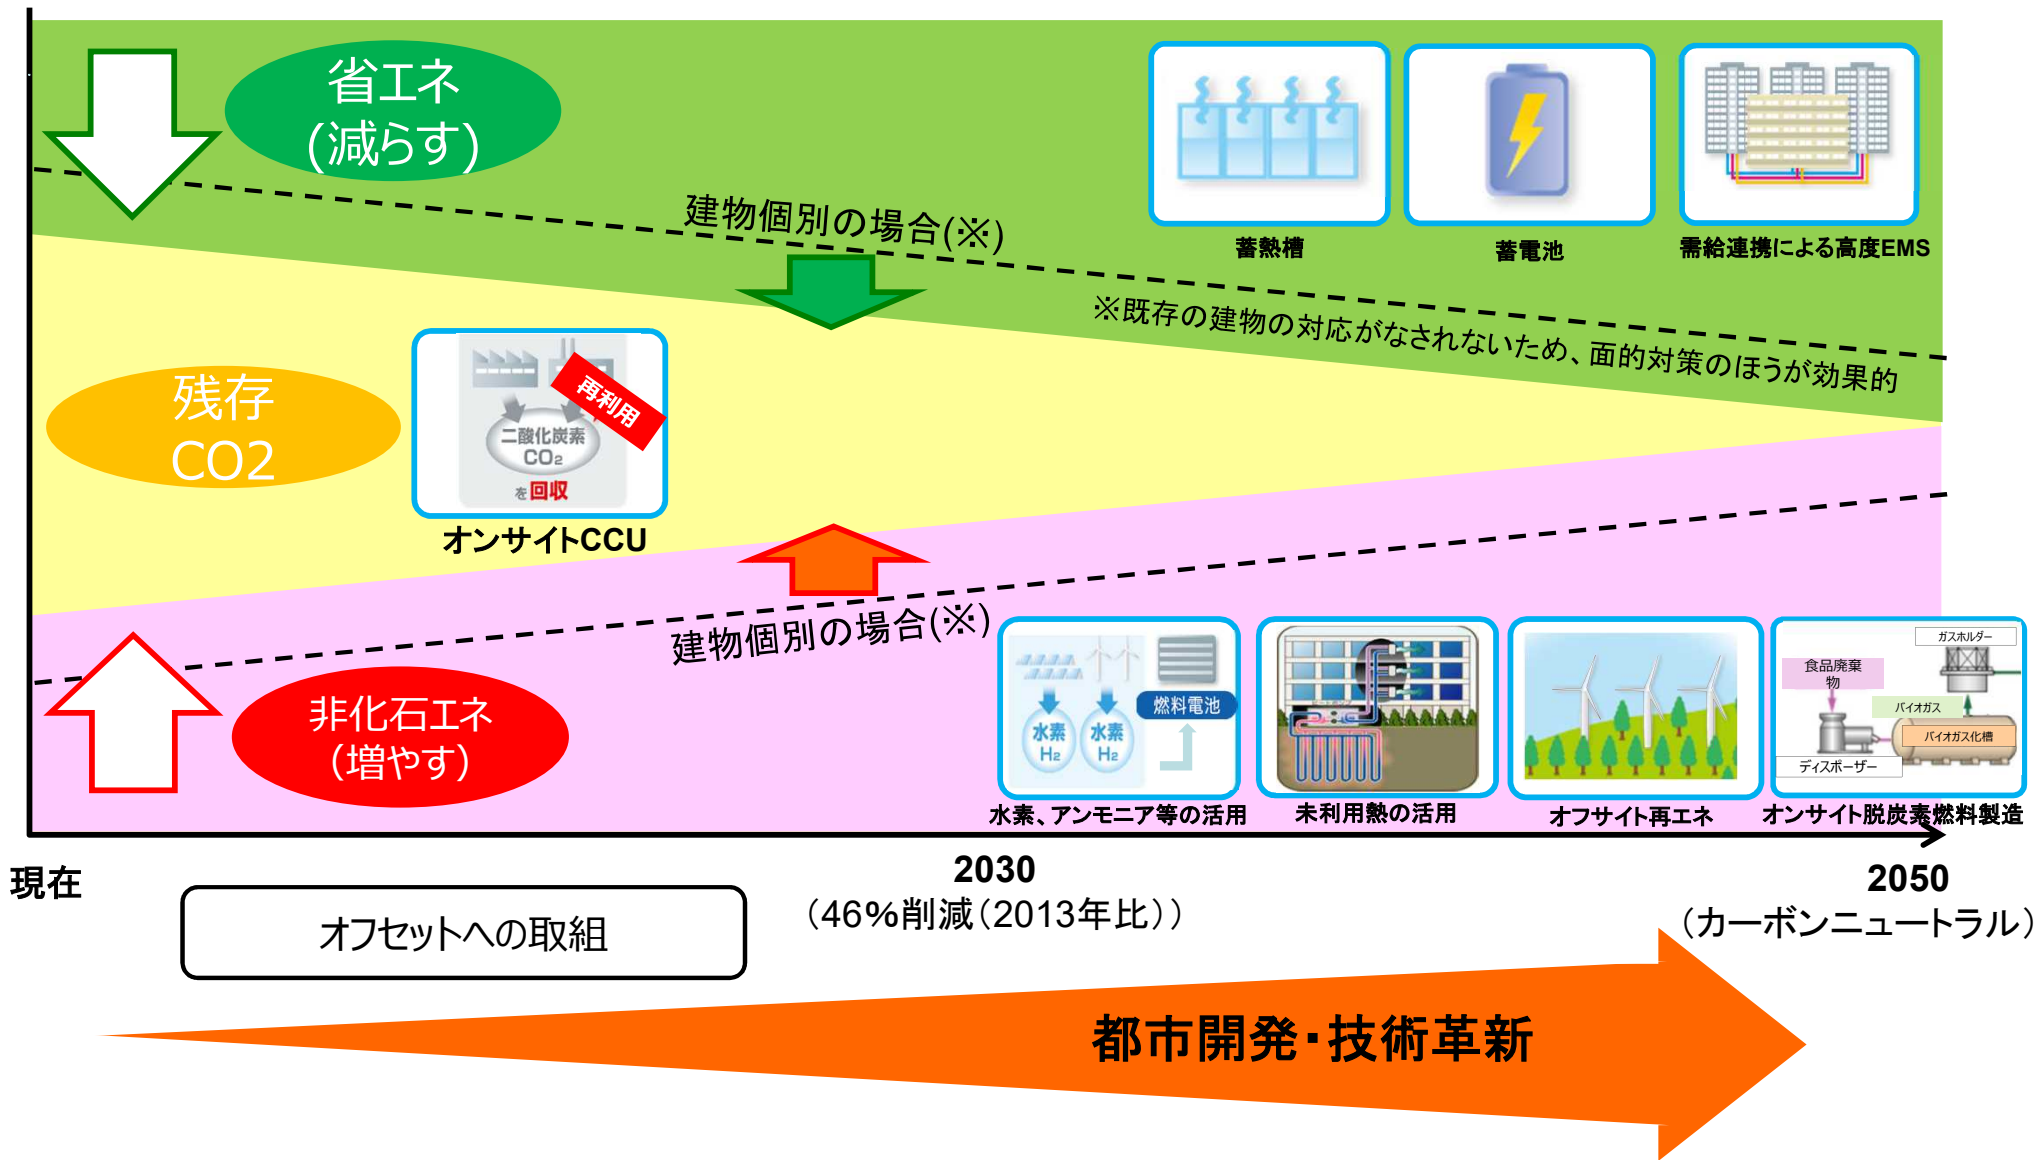 省エネ
(減らす)
建物個別の場合(※)
蓄熱槽
蓄電池
需給連携による高度EMS
※既存の建物の対応がなされないため、面的対策のほうが効果的
残存
CO2
再利用
二酸化炭素
CO₂
を回収
オンサイトCCU
建物個別の場合(※)
非化石エネ
(増やす)
水素
H₂
水素
H₂
燃料電池
水素、アンモニア等の活用
未利用熱の活用
オフサイト再エネ
ガスホルダー
食品廃棄
物
バイオガス
バイオガス化槽
ディスポーザー
オンサイト脱炭素燃料製造
現在
2030
（46%削減（2013年比））
2050
（カーボンニュートラル）
オフセットへの取組
都市開発・技術革新